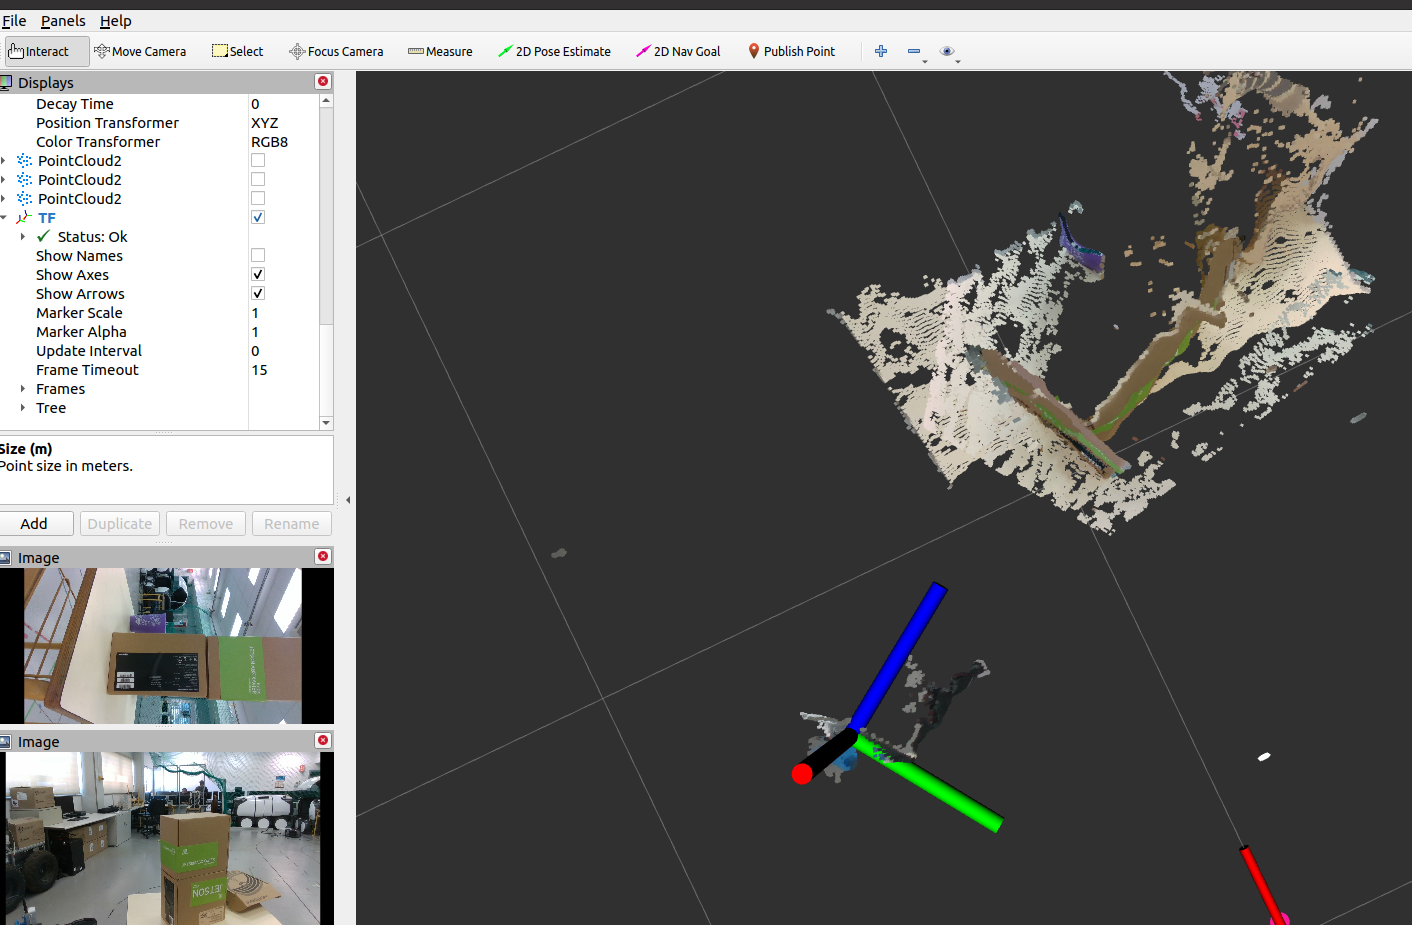 File Panels Help
Interact Move Camera Select Focus Camera Measure 2D Pose Estimate 2D Nav Goal Publish Point
Displays
Decay Time 0
Position Transformer XYZ
Color Transformer RGB8
PointCloud2
PointCloud2
PointCloud2
TF
Status: Ok
Show Names
Show Axes
Show Arrows
Marker Scale 1
Marker Alpha 1
Update Interval 0
Frame Timeout 15
Frames
Tree
Size (m)
Point size in meters.
Add Duplicate Remove Rename
Image
Image
JETSON